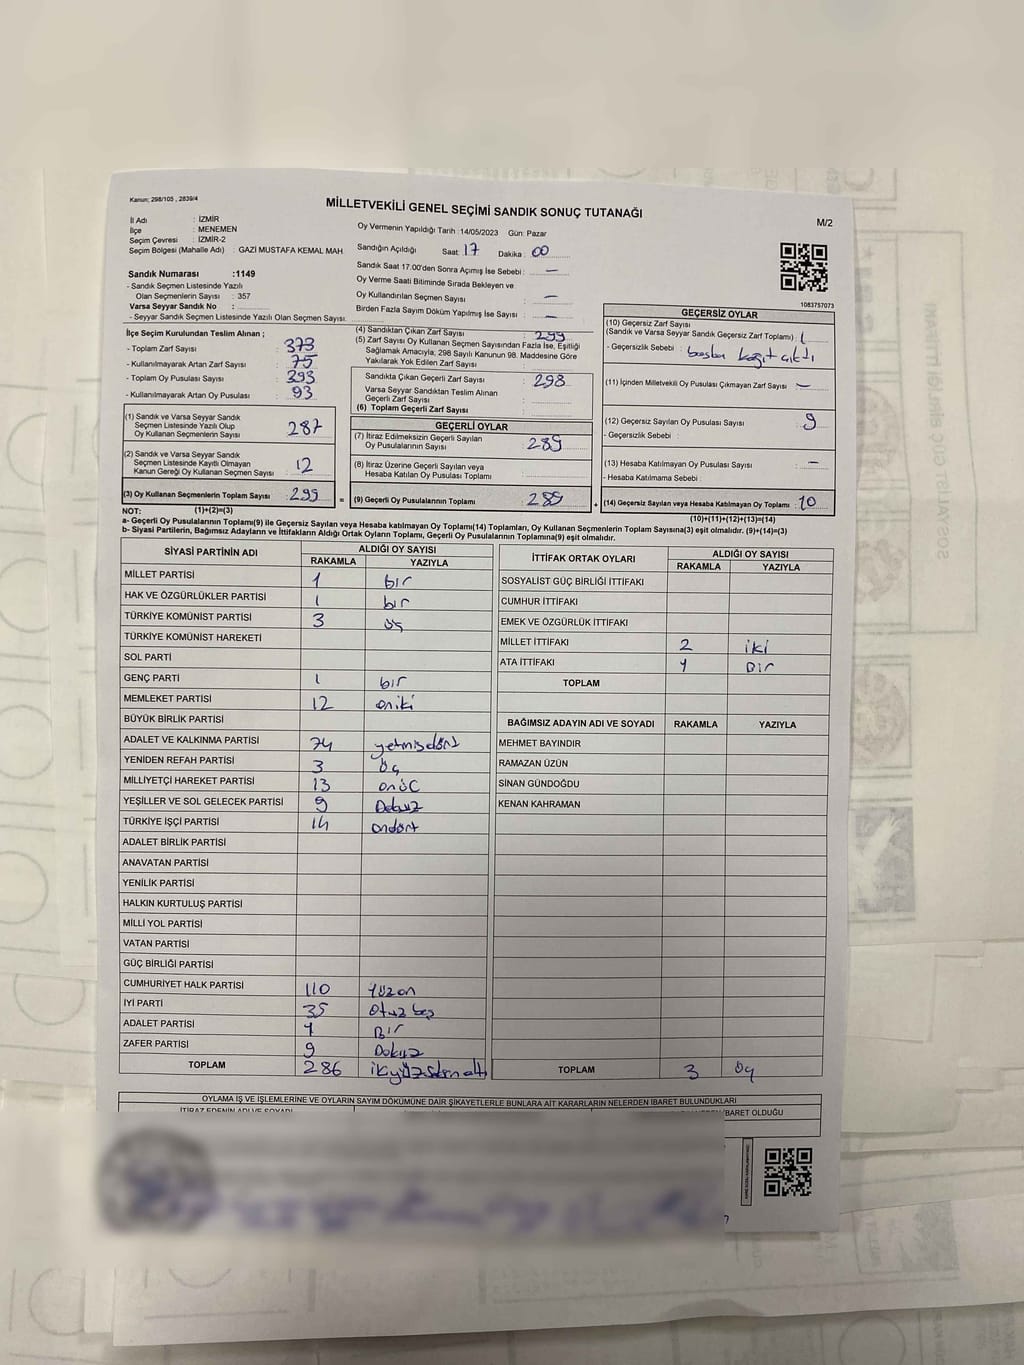 Kanun; 298/105 , 2839/4
MİLLETVEKİLİ GENEL SEÇİMİ SANDIK SONUÇ TUTANAĞI
M/2
İl Adı : İZMİR
İlçe : MENEMEN
Seçim Çevresi : İZMİR-2
Seçim Bölgesi (Mahalle Adı) : GAZİ MUSTAFA KEMAL MAH.
Sandık Numarası :1149
- Sandık Seçmen Listesinde Yazılı
Olan Seçmenlerin Sayısı : 357
Varsa Seyyar Sandık No :
- Seyyar Sandık Seçmen Listesinde Yazılı Olan Seçmen Sayısı:
Oy Vermenin Yapıldığı Tarih :14/05/2023 Gün: Pazar
Sandığın Açıldığı Saat: 17 Dakika : 00
Sandık Saat 17.00'den Sonra Açımış İse Sebebi : —
Oy Verme Saati Bitiminde Sırada Bekleyen ve
Oy Kullandırılan Seçmen Sayısı : —
Birden Fazla Sayım Döküm Yapılmış İse Sayısı : —
1083757073
İlçe Seçim Kurulundan Teslim Alınan ;
- Toplam Zarf Sayısı : 373
- Kullanılmayarak Artan Zarf Sayısı : 75
- Toplam Oy Pusulası Sayısı : 393
- Kullanılmayarak Artan Oy Pusulası : 93
(4) Sandıktan Çıkan Zarf Sayısı : 299
(5) Zarf Sayısı Oy Kullanan Seçmen Sayısından Fazla İse, Eşitliği
Sağlamak Amacıyla, 298 Sayılı Kanunun 98. Maddesine Göre
Yakılarak Yok Edilen Zarf Sayısı :
Sandıkta Çıkan Geçerli Zarf Sayısı : 298
Varsa Seyyar Sandıktan Teslim Alınan
Geçerli Zarf Sayısı :
(6) Toplam Geçerli Zarf Sayısı :
GEÇERSİZ OYLAR
(10) Geçersiz Zarf Sayısı
(Sandık ve Varsa Seyyar Sandık Geçersiz Zarf Toplamı) : 1
- Geçersizlik Sebebi : başka kağıt çıktı
(11) İçinden Milletvekili Oy Pusulası Çıkmayan Zarf Sayısı : —
(12) Geçersiz Sayılan Oy Pusulası Sayısı : 9
- Geçersizlik Sebebi :
(13) Hesaba Katılmayan Oy Pusulası Sayısı : —
- Hesaba Katılmama Sebebi :
(14) Geçersiz Sayılan veya Hesaba Katılmayan Oy Toplamı : 10
(10)+(11)+(12)+(13)=(14)
(1) Sandık ve Varsa Seyyar Sandık
Seçmen Listesinde Yazılı Olup
Oy Kullanan Seçmenlerin Sayısı : 287
(2) Sandık ve Varsa Seyyar Sandık
Seçmen Listesinde Kayıtlı Olmayan
Kanun Gereği Oy Kullanan Seçmen Sayısı : 12
(3) Oy Kullanan Seçmenlerin Toplam Sayısı : 299 =
(1)+(2)=(3)
GEÇERLİ OYLAR
(7) İtiraz Edilmeksizin Geçerli Sayılan
Oy Pusulalarının Sayısı : 289
(8) İtiraz Üzerine Geçerli Sayılan veya
Hesaba Katılan Oy Pusulası Toplamı :
(9) Geçerli Oy Pusulalarının Toplamı : 289 +
NOT:
a- Geçerli Oy Pusulalarının Toplamı(9) ile Geçersiz Sayılan veya Hesaba katılmayan Oy Toplamı(14) Toplamları, Oy Kullanan Seçmenlerin Toplam Sayısına(3) eşit olmalıdır. (9)+(14)=(3)
b- Siyasi Partilerin, Bağımsız Adayların ve İttifakların Aldığı Ortak Oyların Toplamı, Geçerli Oy Pusulalarının Toplamına(9) eşit olmalıdır.
SİYASİ PARTİNİN ADI ALDIĞI OY SAYISI
RAKAMLA YAZIYLA
MİLLET PARTİSİ 1 bir
HAK VE ÖZGÜRLÜKLER PARTİSİ 1 bir
TÜRKİYE KOMÜNİST PARTİSİ 3 üç
TÜRKİYE KOMÜNİST HAREKETİ
SOL PARTİ
GENÇ PARTİ 1 bir
MEMLEKET PARTİSİ 12 oniki
BÜYÜK BİRLİK PARTİSİ
ADALET VE KALKINMA PARTİSİ 74 yetmişdört
YENİDEN REFAH PARTİSİ 3 üç
MİLLİYETÇİ HAREKET PARTİSİ 13 onüç
YEŞİLLER VE SOL GELECEK PARTİSİ 9 Dokuz
TÜRKİYE İŞÇİ PARTİSİ 14 ondört
ADALET BİRLİK PARTİSİ
ANAVATAN PARTİSİ
YENİLİK PARTİSİ
HALKIN KURTULUŞ PARTİSİ
MİLLİ YOL PARTİSİ
VATAN PARTİSİ
GÜÇ BİRLİĞİ PARTİSİ
CUMHURİYET HALK PARTİSİ 110 Yüzon
İYİ PARTİ 35 Otuz beş
ADALET PARTİSİ 1 Bir
ZAFER PARTİSİ 9 Dokuz
TOPLAM 286 ikiyüzseksenaltı
İTTİFAK ORTAK OYLARI ALDIĞI OY SAYISI
RAKAMLA YAZIYLA
SOSYALİST GÜÇ BİRLİĞİ İTTİFAKI
CUMHUR İTTİFAKI
EMEK VE ÖZGÜRLÜK İTTİFAKI
MİLLET İTTİFAKI 2 iki
ATA İTTİFAKI 1 Bir
TOPLAM
BAĞIMSIZ ADAYIN ADI VE SOYADI RAKAMLA YAZIYLA
MEHMET BAYINDIR
RAMAZAN ÜZÜN
SİNAN GÜNDOĞDU
KENAN KAHRAMAN
TOPLAM 3 üç
OYLAMA İŞ VE İŞLEMLERİNE VE OYLARIN SAYIM DÖKÜMÜNE DAİR ŞİKAYETLERLE BUNLARA AİT KARARLARIN NELERDEN İBARET BULUNDUKLARI
İTİRAZ EDENİN ADI VE SOYADI
İBARET OLDUĞU
SOSYALİST GÜÇ BİRLİĞİ İTTİFAKI